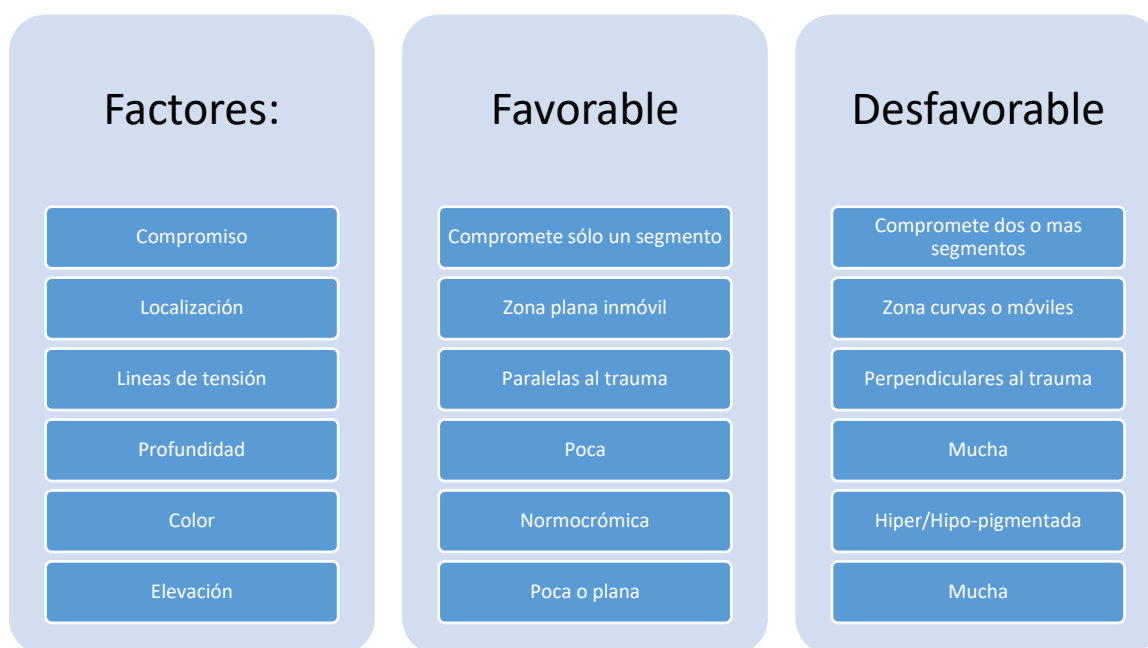 Factores:
Compromiso
Localización
Lineas de tensión
Profundidad
Color
Elevación
Favorable
Compromete sólo un segmento
Zona plana inmóvil
Paralelas al trauma
Poca
Normocrómica
Poca o plana
Desfavorable
Compromete dos o mas
segmentos
Zona curvas o móviles
Perpendiculares al trauma
Mucha
Hiper/Hipo-pigmentada
Mucha